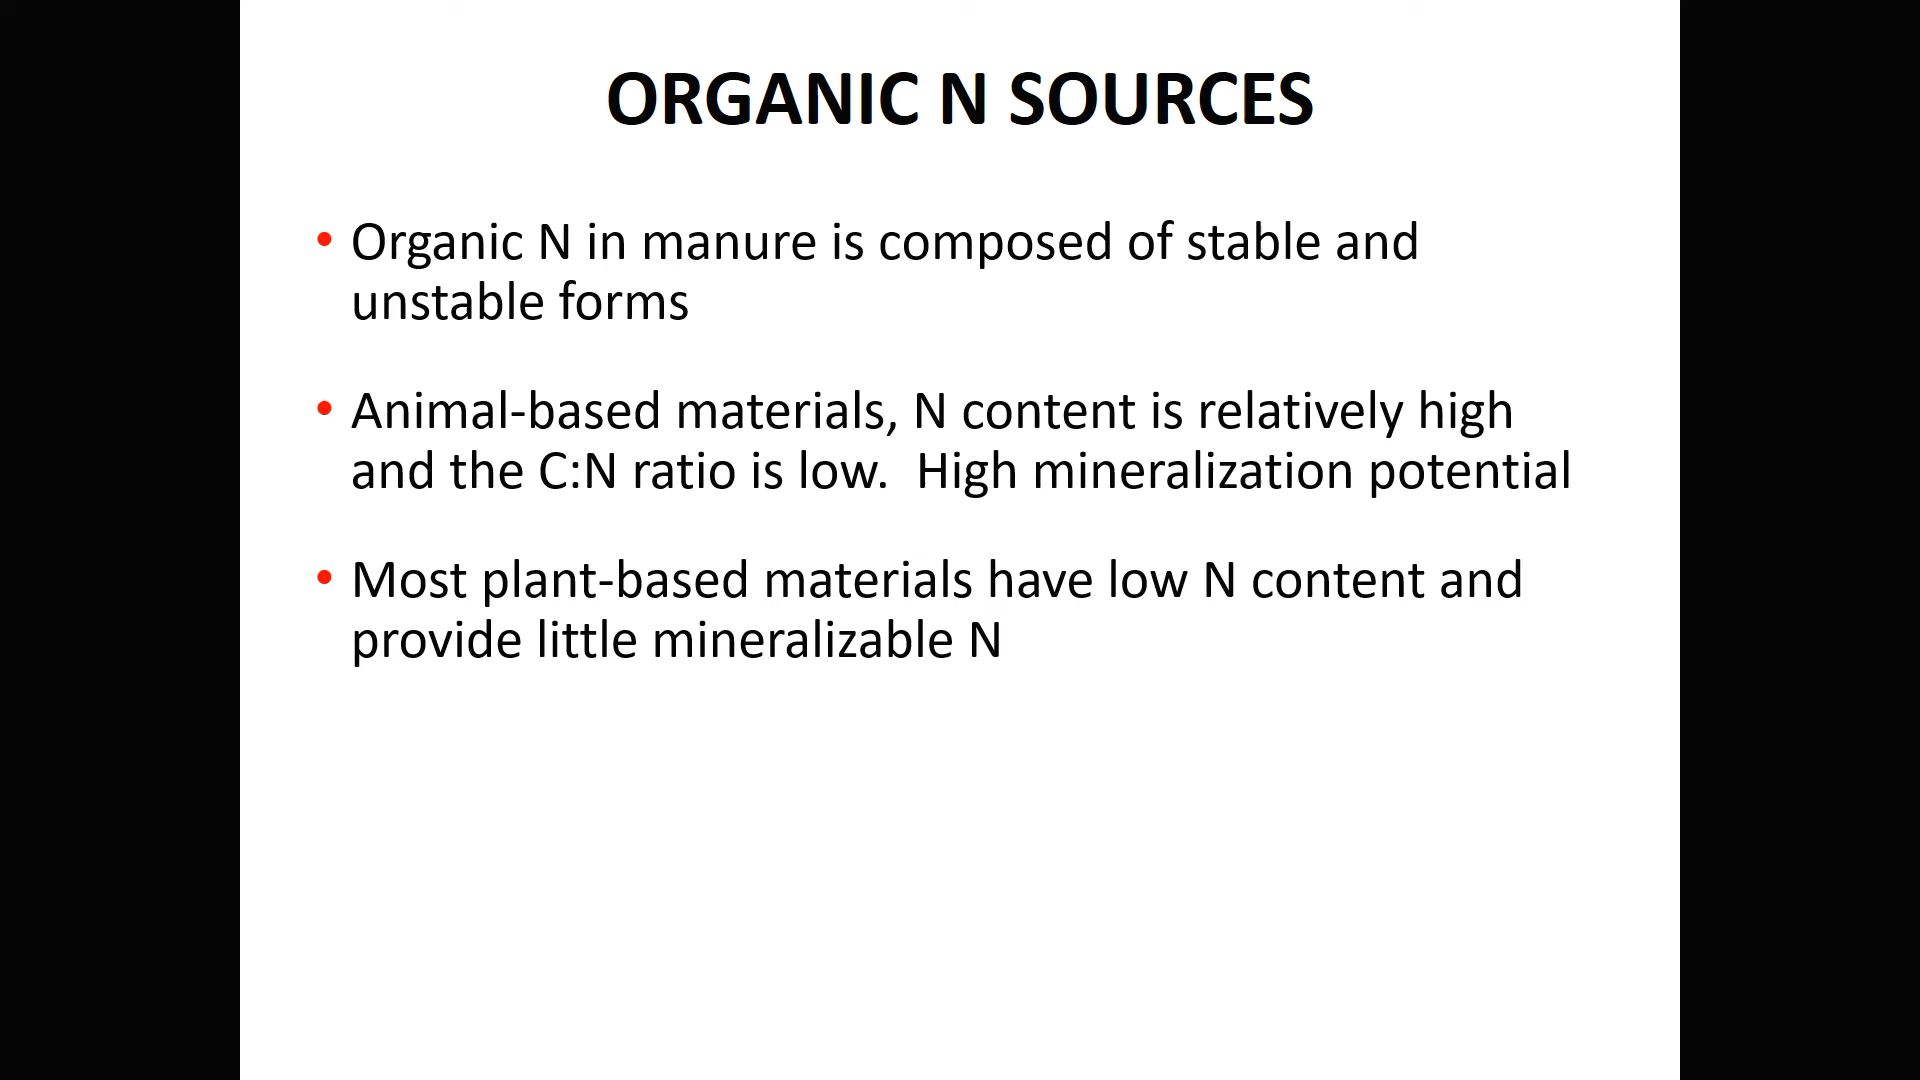 ORGANIC N SOURCES
• Organic N in manure is composed of stable and
unstable forms
• Animal-based materials, N content is relatively high
and the C:N ratio is low.  High mineralization potential
• Most plant-based materials have low N content and
provide little mineralizable N